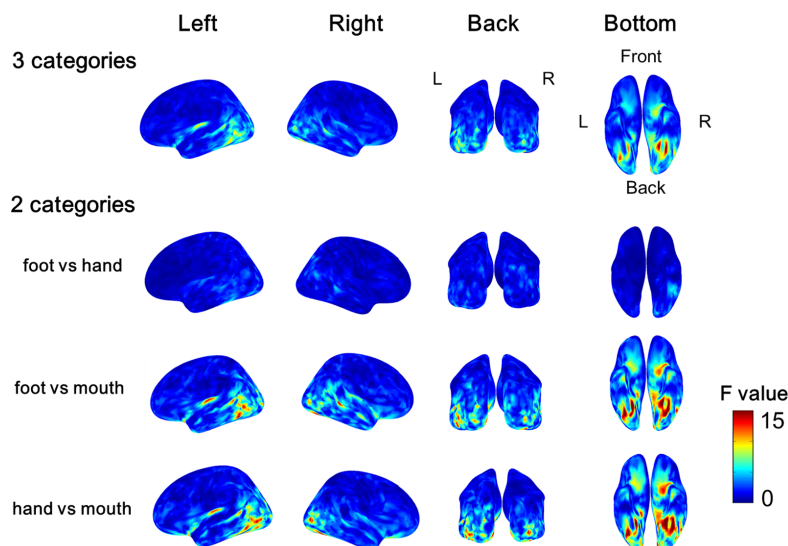 Left Right Back Bottom
3 categories
Front
L R
L R
Back
2 categories
foot vs hand
foot vs mouth
F value
15
0
hand vs mouth